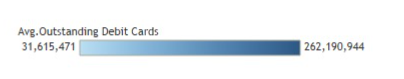 Avg.Outstanding Debit Cards
31,615,471 262,190,944